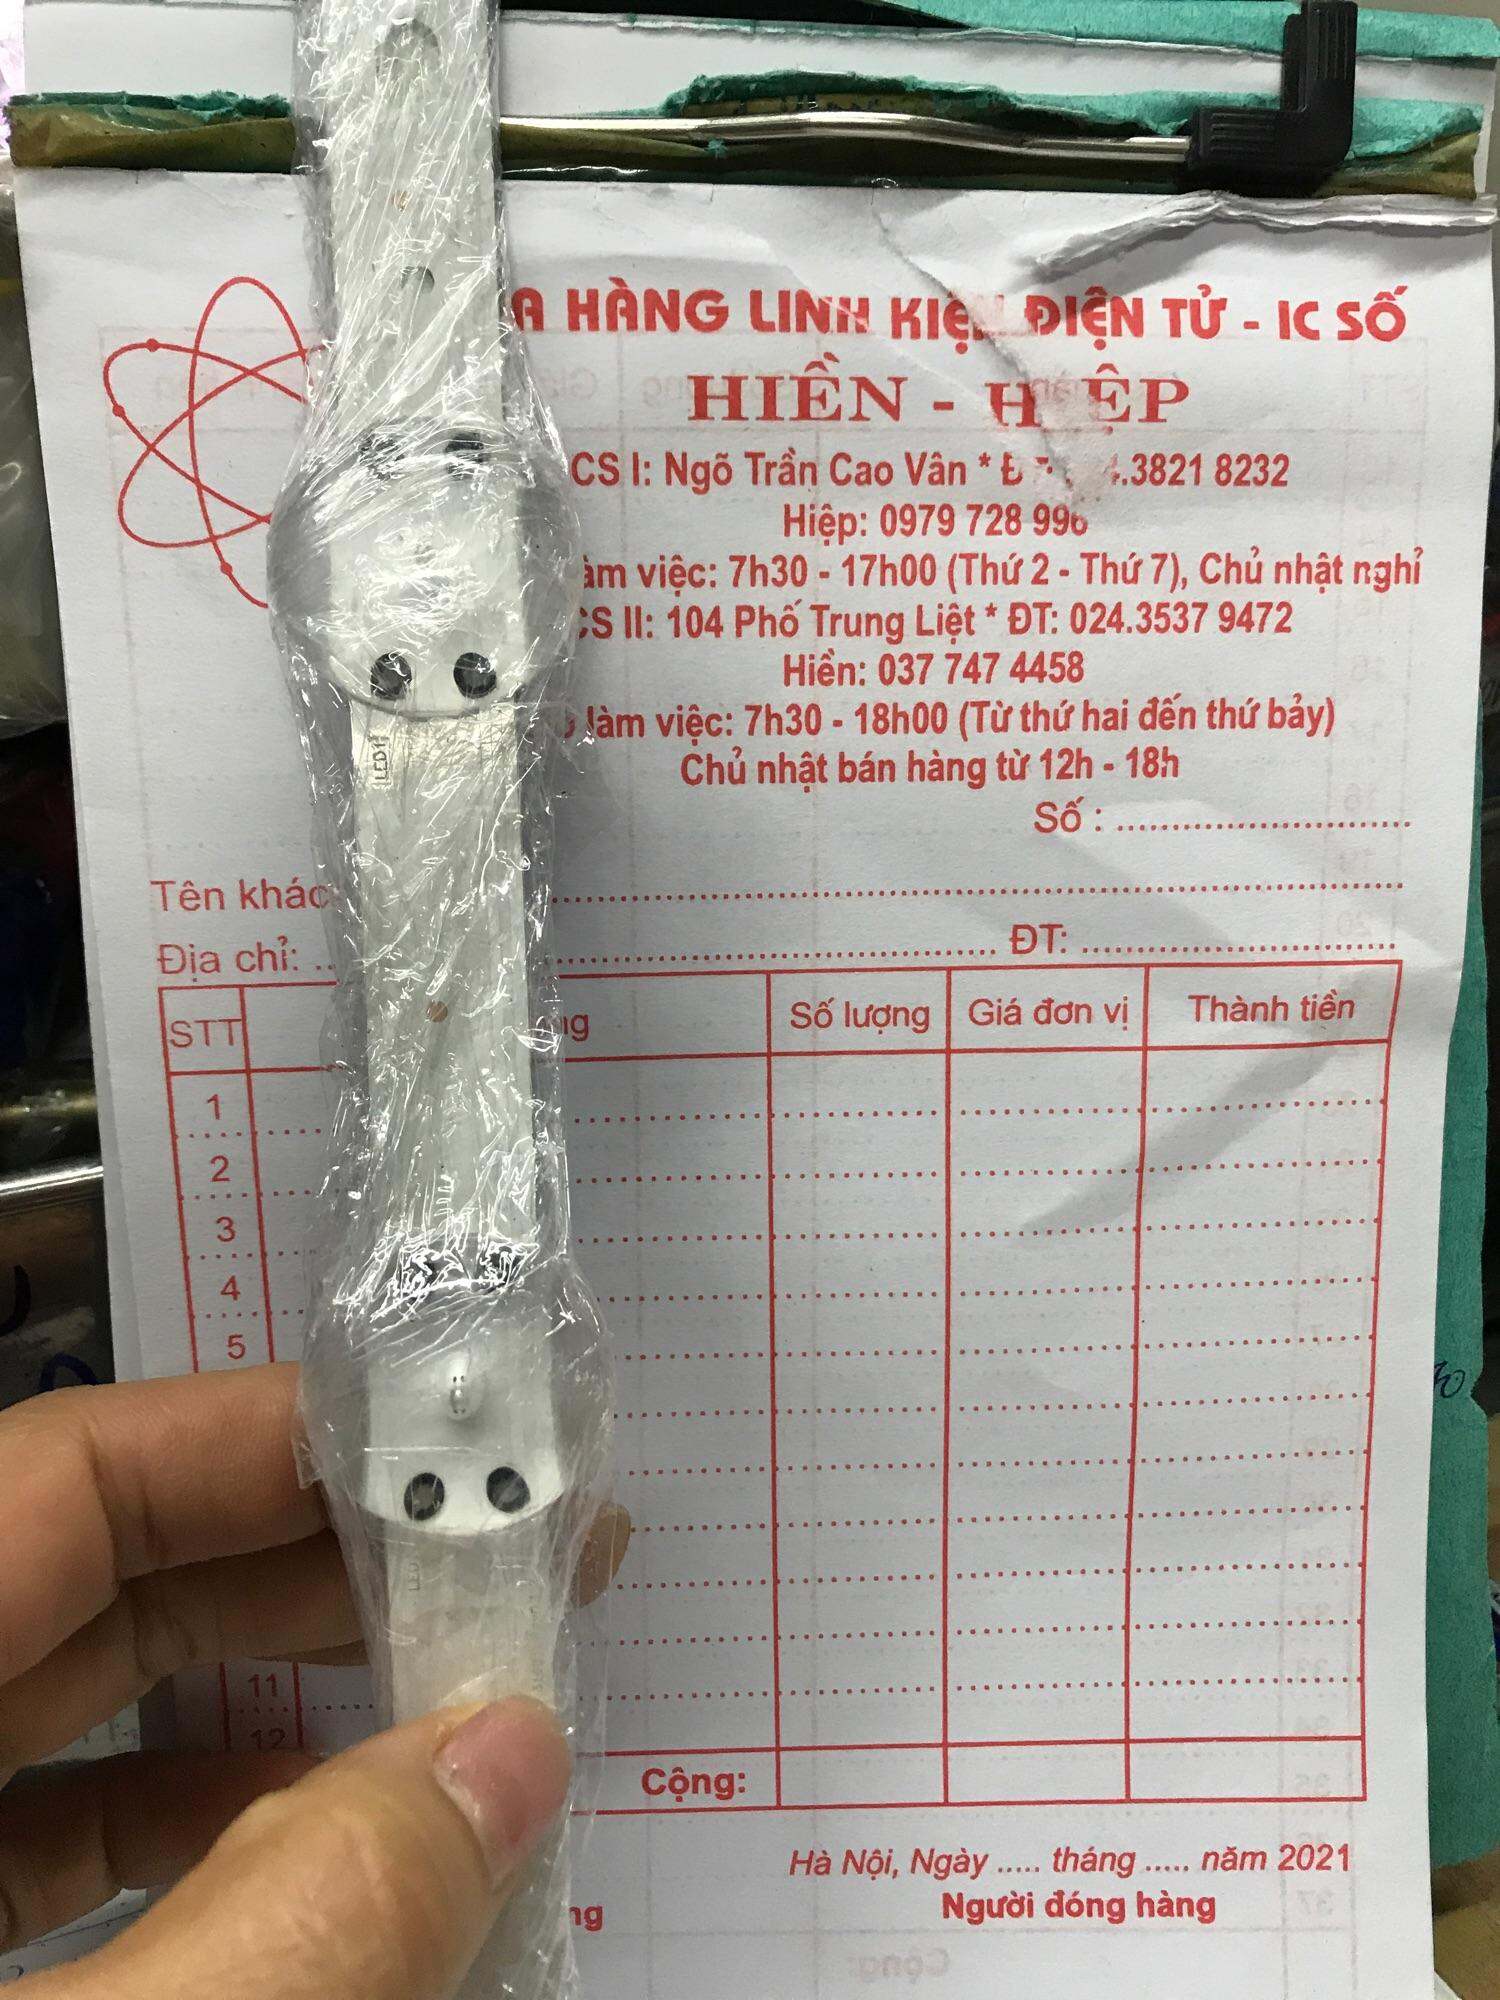 HÀNG LINH KIỆN ĐIỆN TỬ - IC SỐ
HIỀN -
CS I: Ngõ Trần Cao Vân * .3821 8232
Hiệp: 0979 728 996
làm việc: 7h30 - 17h00 (Thứ 2 - Thứ 7), Chủ nhật nghỉ
CS II: 104 Phố Trung Liệt * ĐT: 024.3537 9472
Hiền: 037 747 4458
làm việc: 7h30 - 18h00 (Từ thứ hai đến thứ bảy)
Chủ nhật bán hàng từ 12h - 18h
Số : ..........................
Tên
Địa chỉ: .......................... ĐT: ..........................
STT Số lượng Giá đơn vị Thành tiền
1
2
3
4
5
11
12
Cộng:
Hà Nội, Ngày ..... tháng ..... năm 2021
Người đóng hàng
LED1
LED